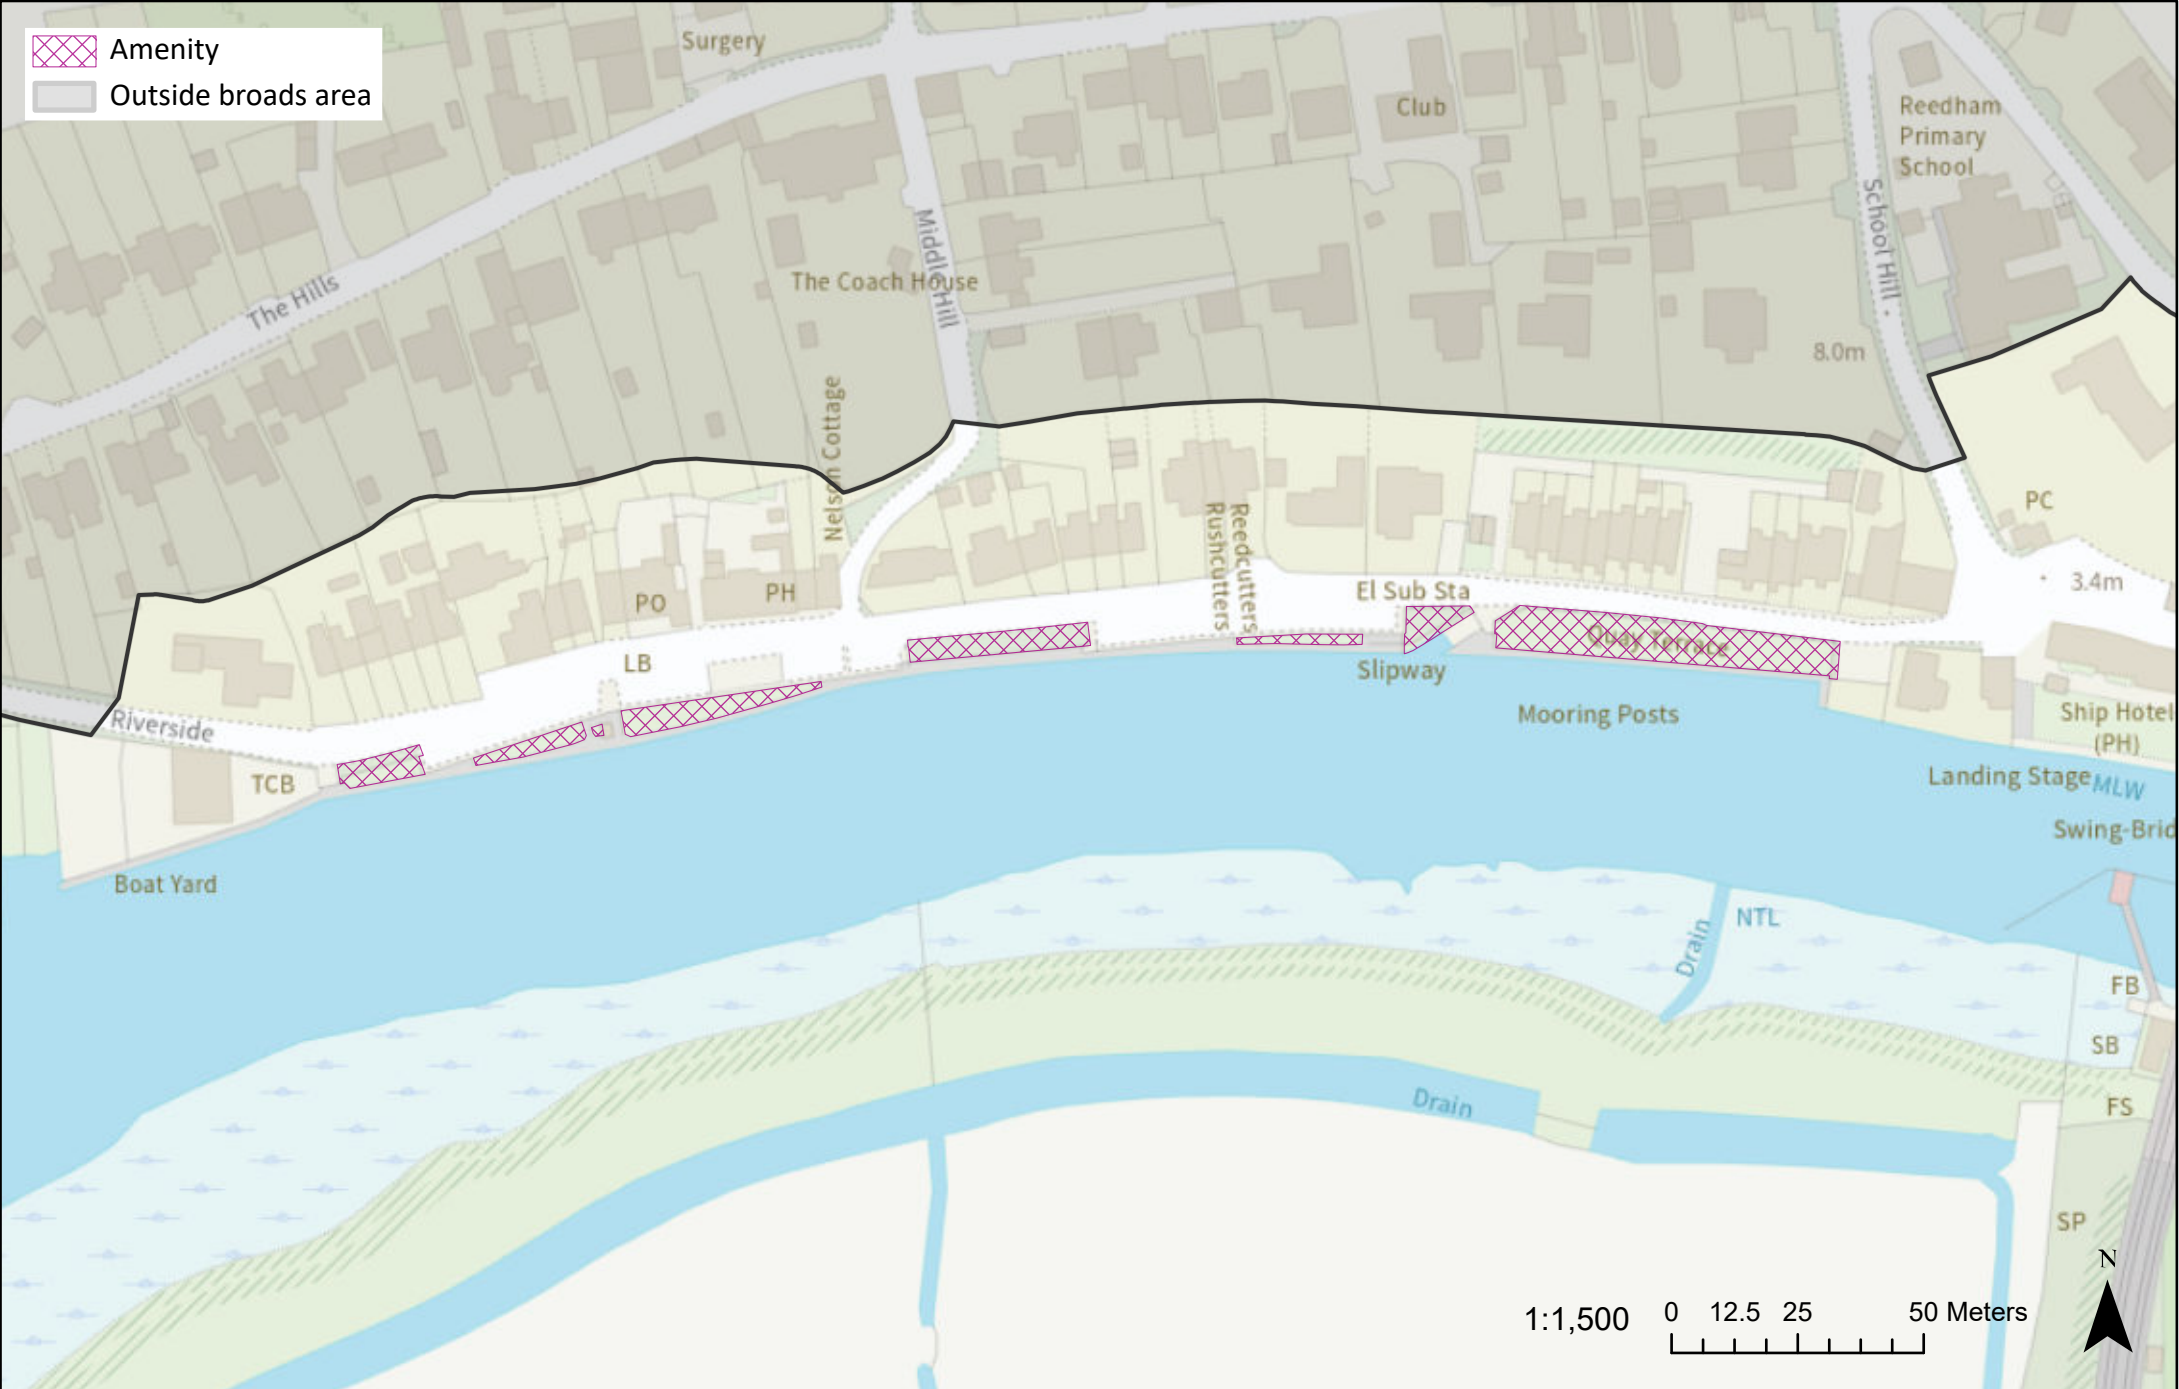 Amenity
Outside broads area
Surgery
Club
Reedham
Primary
School
School Hill
Middle Hill
The Coach House
The Hills
8.0m
Nelson Cottage
Rushcutters
Reedcutters
PC
3.4m
PO
PH
El Sub Sta
Quay Terrace
LB
Slipway
Riverside
TCB
Mooring Posts
Ship Hotel
(PH)
Landing Stage
MLW
Swing-Brid
Boat Yard
Drain
NTL
FB
SB
FS
Drain
SP
N
1:1,500
0 12.5 25 50 Meters